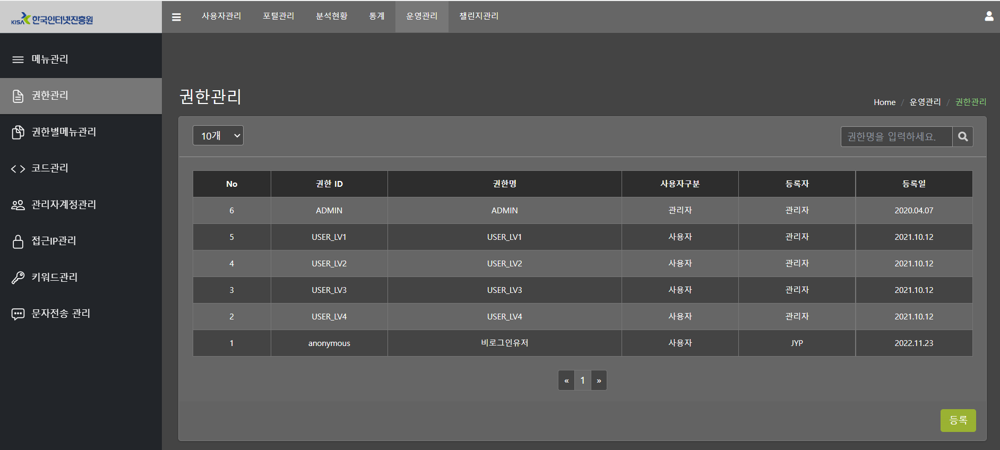 KISA 한국인터넷진흥원
사용자관리 포털관리 분석현황 통계 운영관리 챌린지관리
메뉴관리
권한관리
권한별메뉴관리
코드관리
관리자계정관리
접근IP관리
키워드관리
문자전송 관리
권한관리
Home / 운영관리 / 권한관리
10개
권한명을 입력하세요.
No 권한 ID 권한명 사용자구분 등록자 등록일
6 ADMIN ADMIN 관리자 관리자 2020.04.07
5 USER_LV1 USER_LV1 사용자 관리자 2021.10.12
4 USER_LV2 USER_LV2 사용자 관리자 2021.10.12
3 USER_LV3 USER_LV3 사용자 관리자 2021.10.12
2 USER_LV4 USER_LV4 사용자 관리자 2021.10.12
1 anonymous 비로그인유저 사용자 JYP 2022.11.23
« 1 »
등록